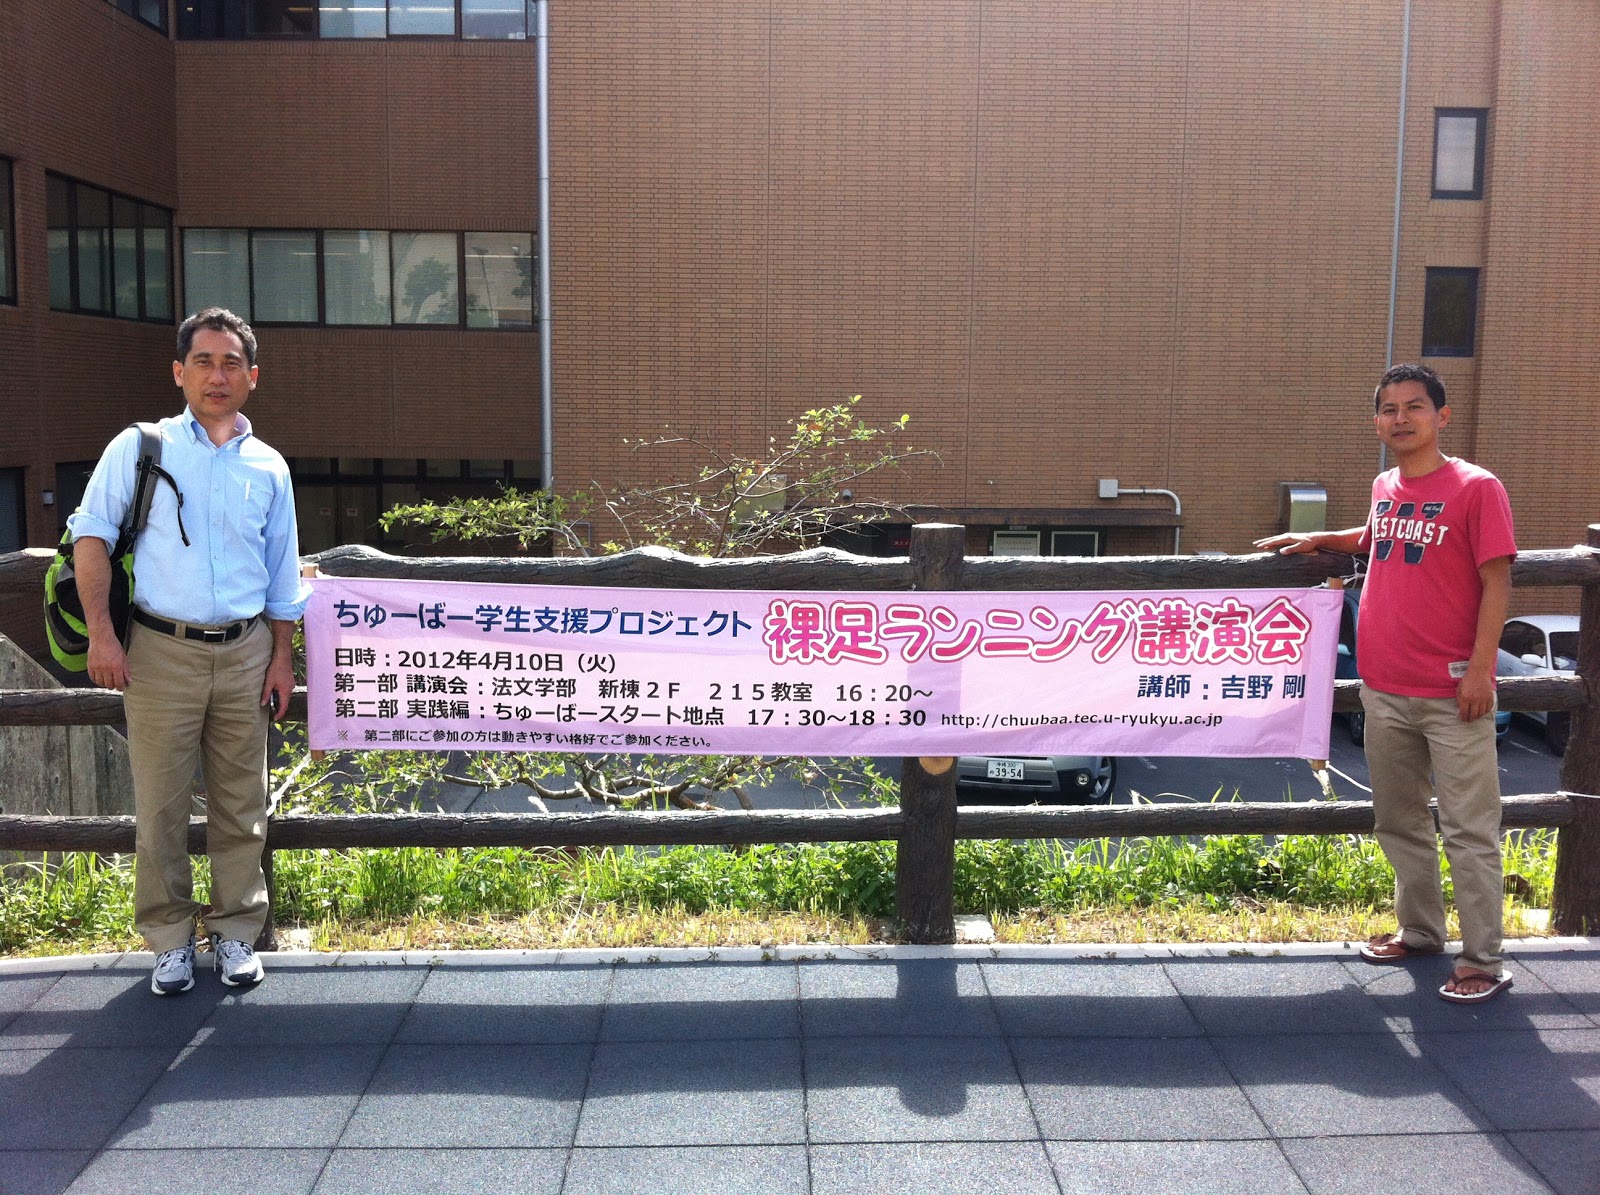 ちゅーばー学生支援プロジェクト 裸足ランニング講演会
日時：2012年4月10日（火）
第一部 講演会：法文学部　新棟２Ｆ　２１５教室　16：20～
講師：吉野 剛
第二部 実践編：ちゅーばースタート地点　17：30～18：30 http://chuubaa.tec.u-ryukyu.ac.jp
※　第二部にご参加の方は動きやすい格好でご参加ください。
WESTCOAST
39-54